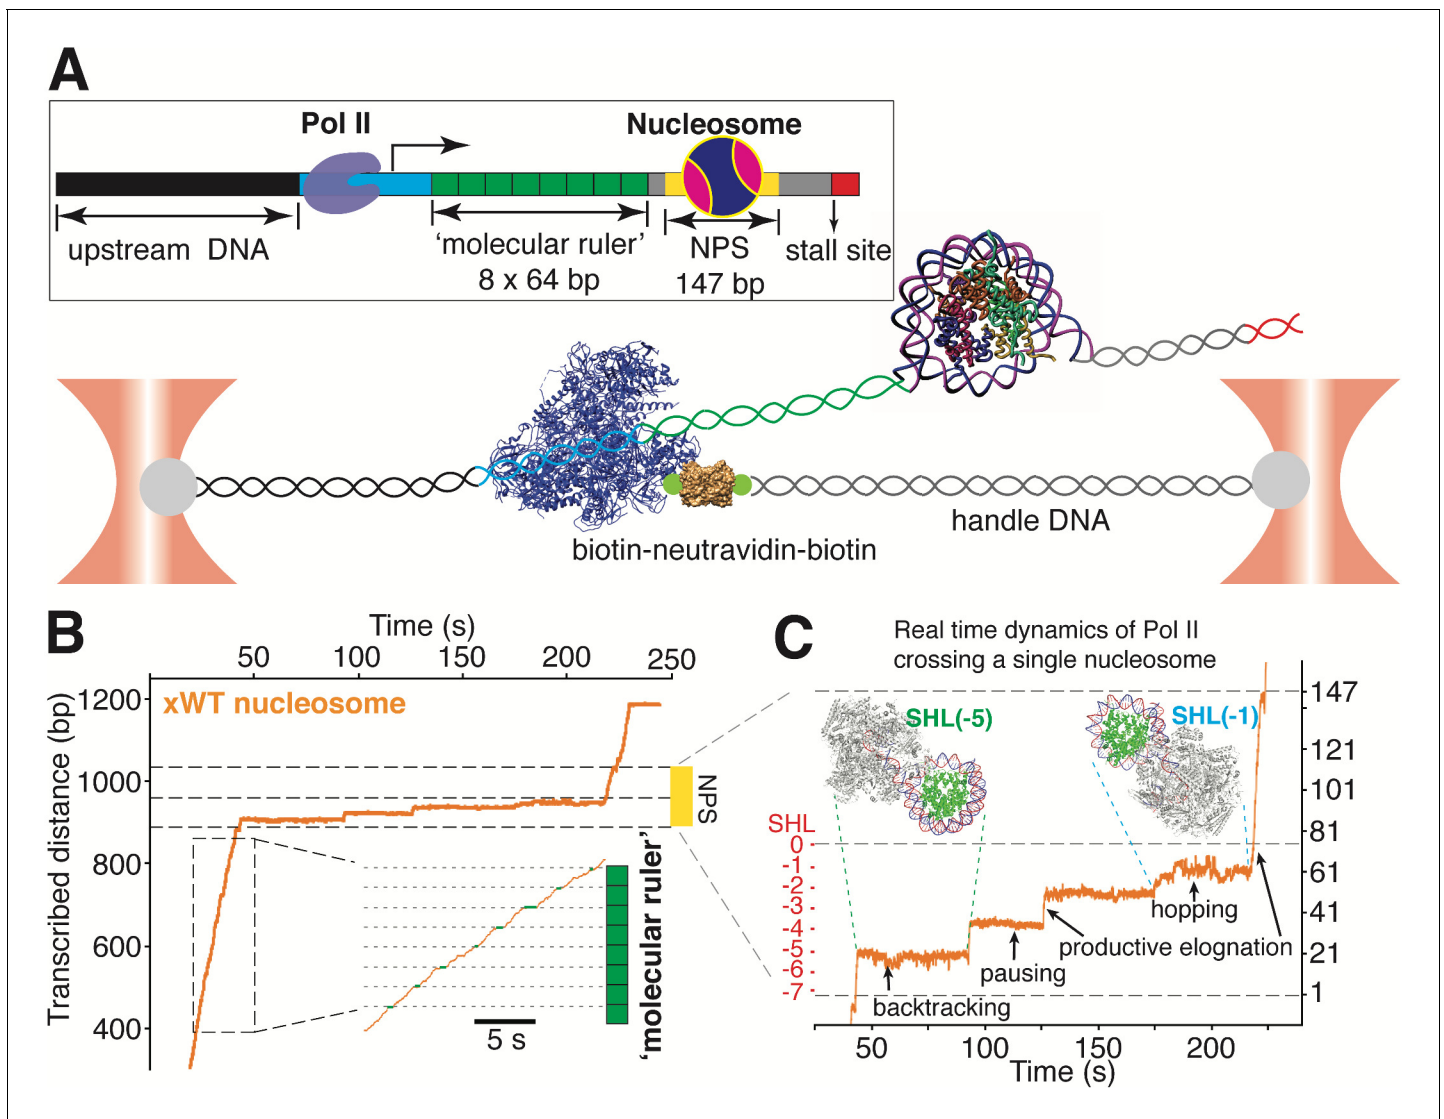 A
Pol II
Nucleosome
upstream DNA
‘molecular ruler’
8 x 64 bp
NPS
147 bp
stall site
biotin-neutravidin-biotin
handle DNA
B
Time (s)
50
100
150
200
250
Transcribed distance (bp)
1200
1000
800
600
400
xWT nucleosome
NPS
‘molecular ruler’
5 s
C
Real time dynamics of Pol II
crossing a single nucleosome
SHL(-5)
SHL(-1)
SHL
0
-1
-2
-3
-4
-5
-6
-7
147
121
101
81
61
41
21
1
hopping
productive elognation
pausing
backtracking
50
100
150
200
Time (s)